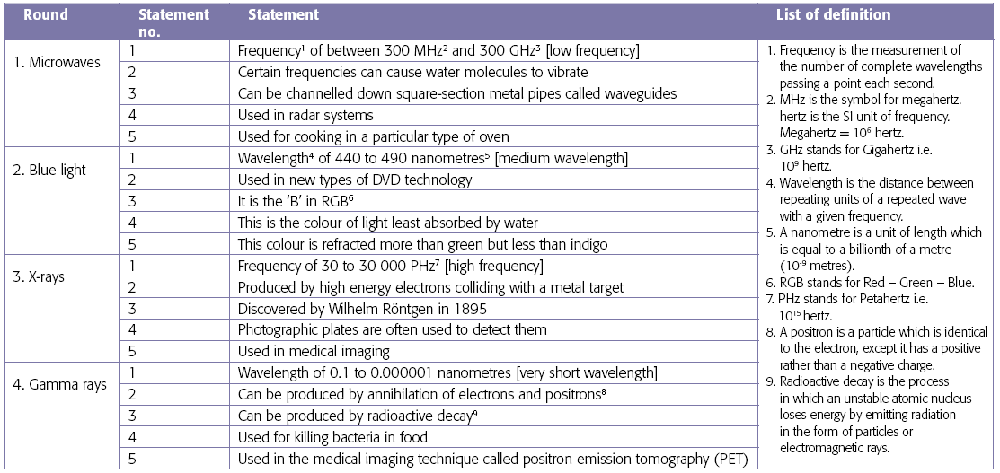 Round Statement no. Statement List of definition
1. Microwaves
1 Frequency¹ of between 300 MHz² and 300 GHz³ [low frequency]
2 Certain frequencies can cause water molecules to vibrate
3 Can be channelled down square-section metal pipes called waveguides
4 Used in radar systems
5 Used for cooking in a particular type of oven
2. Blue light
1 Wavelength⁴ of 440 to 490 nanometres⁵ [medium wavelength]
2 Used in new types of DVD technology
3 It is the ‘B’ in RGB⁶
4 This is the colour of light least absorbed by water
5 This colour is refracted more than green but less than indigo
3. X-rays
1 Frequency of 30 to 30 000 PHz⁷ [high frequency]
2 Produced by high energy electrons colliding with a metal target
3 Discovered by Wilhelm Röntgen in 1895
4 Photographic plates are often used to detect them
5 Used in medical imaging
4. Gamma rays
1 Wavelength of 0.1 to 0.000001 nanometres [very short wavelength]
2 Can be produced by annihilation of electrons and positrons⁸
3 Can be produced by radioactive decay⁹
4 Used for killing bacteria in food
5 Used in the medical imaging technique called positron emission tomography (PET)
1. Frequency is the measurement of
the number of complete wavelengths
passing a point each second.
2. MHz is the symbol for megahertz.
hertz is the SI unit of frequency.
Megahertz = 10⁶ hertz.
3. GHz stands for Gigahertz i.e.
10⁹ hertz.
4. Wavelength is the distance between
repeating units of a repeated wave
with a given frequency.
5. A nanometre is a unit of length which
is equal to a billionth of a metre
(10⁻⁹ metres).
6. RGB stands for Red – Green – Blue.
7. PHz stands for Petahertz i.e.
10¹⁵ hertz.
8. A positron is a particle which is identical
to the electron, except it has a positive
rather than a negative charge.
9. Radioactive decay is the process
in which an unstable atomic nucleus
loses energy by emitting radiation
in the form of particles or
electromagnetic rays.